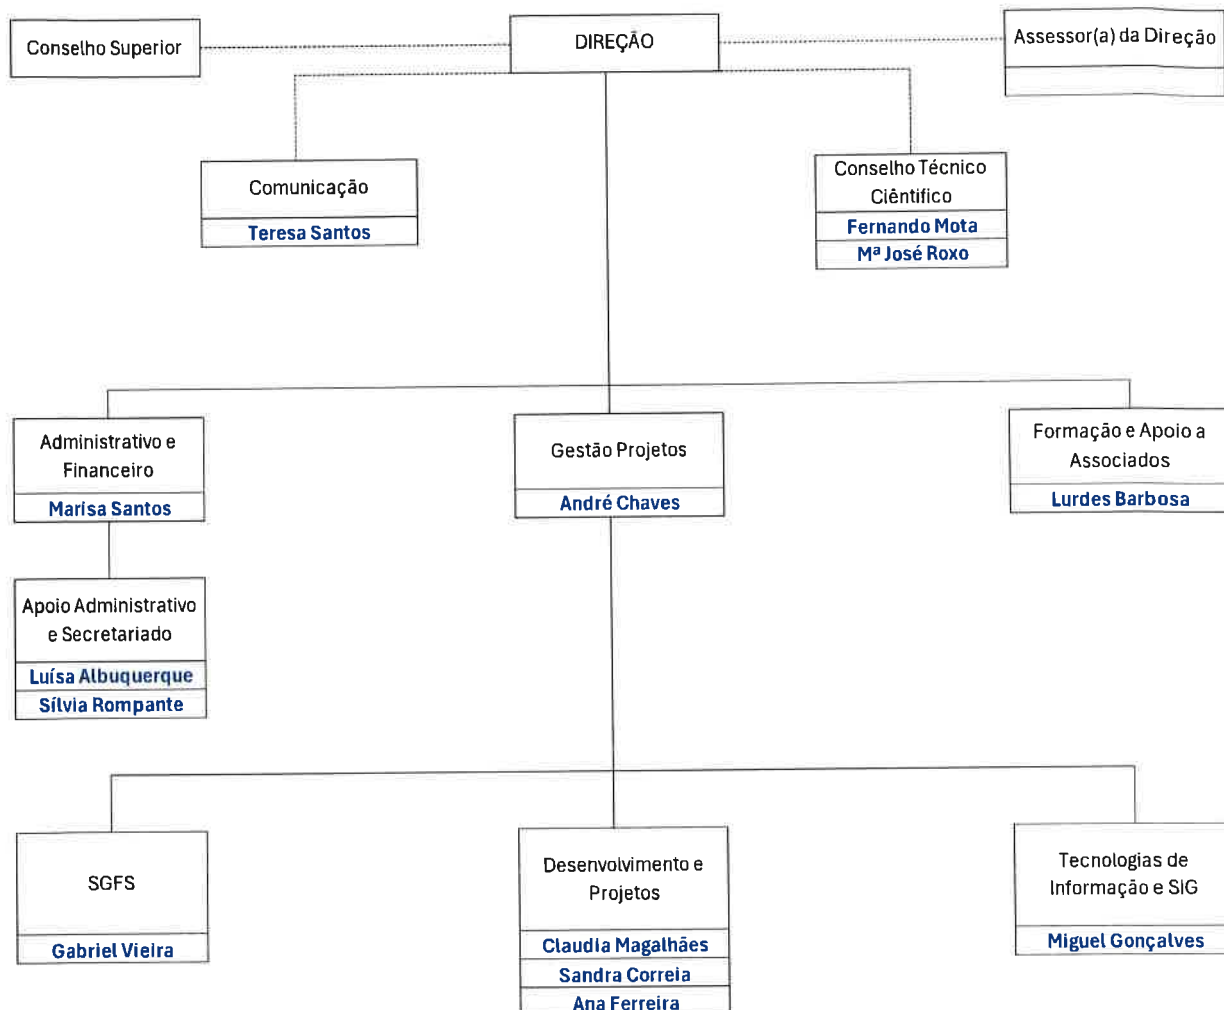 Conselho Superior
DIREÇÃO
Assessor(a) da Direção
Comunicação
Teresa Santos
Conselho Técnico
Ciêntifico
Fernando Mota
Mª José Roxo
Administrativo e
Financeiro
Marisa Santos
Gestão Projetos
André Chaves
Formação e Apoio a
Associados
Lurdes Barbosa
Apoio Administrativo
e Secretariado
Luísa Albuquerque
Sílvia Rompante
SGFS
Gabriel Vieira
Desenvolvimento e
Projetos
Claudia Magalhães
Sandra Correia
Ana Ferreira
Tecnologias de
Informação e SIG
Miguel Gonçalves